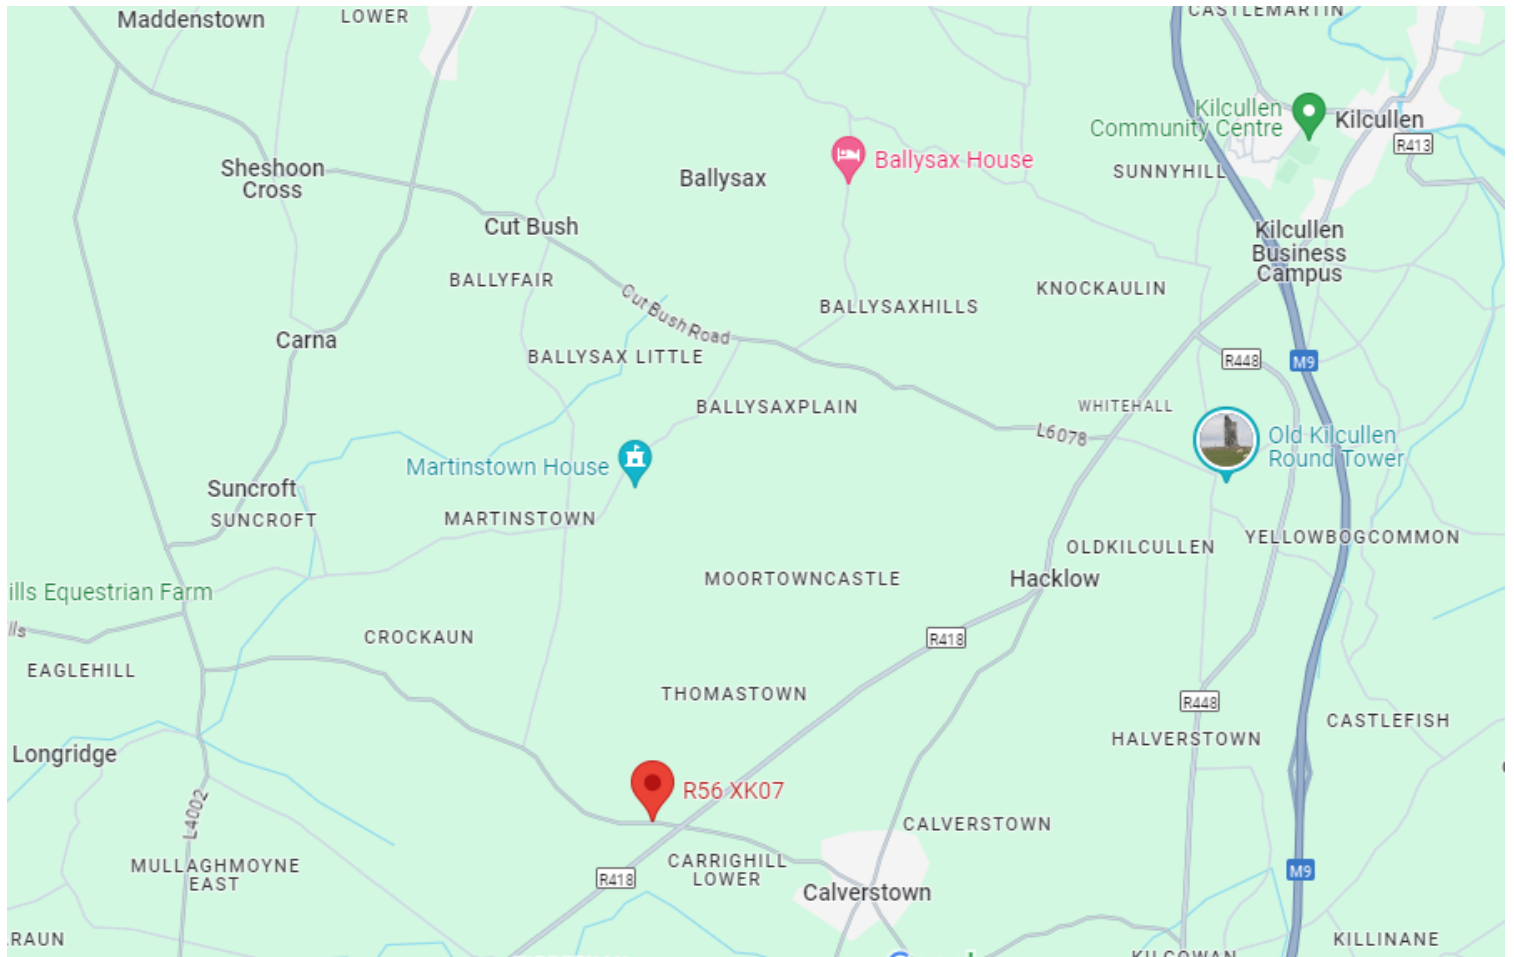 Maddenstown
LOWER
CASTLEMARTIN
Kilcullen
Community Centre
Kilcullen
R413
Sheshoon
Cross
Ballysax
Ballysax House
SUNNYHILL
Cut Bush
Kilcullen
Business
Campus
BALLYFAIR
Cut Bush Road
BALLYSAXHILLS
KNOCKAULIN
Carna
BALLYSAX LITTLE
R448
M9
BALLYSAXPLAIN
WHITEHALL
L6078
Old Kilcullen
Round Tower
Martinstown House
Suncroft
SUNCROFT
MARTINSTOWN
OLDKILCULLEN
YELLOWBOGCOMMON
MOORTOWNCASTLE
Hacklow
ills Equestrian Farm
lls
CROCKAUN
R418
EAGLEHILL
THOMASTOWN
R448
CASTLEFISH
HALVERSTOWN
Longridge
R56 XK07
L4002
CALVERSTOWN
MULLAGHMOYNE
EAST
CARRIGHILL
LOWER
R418
M9
Calverstown
RAUN
KILLINANE
KILGOWAN